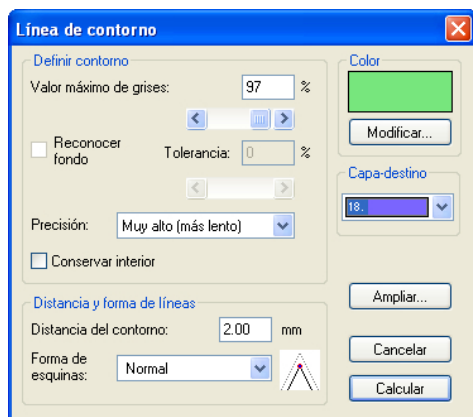 Línea de contorno
Definir contorno
Valor máximo de grises: 97 %
Reconocer fondo
Tolerancia: 0 %
Precisión: Muy alto (más lento)
Conservar interior
Distancia y forma de líneas
Distancia del contorno: 2.00 mm
Forma de esquinas: Normal
Color
Modificar...
Capa-destino
18.
Ampliar...
Cancelar
Calcular